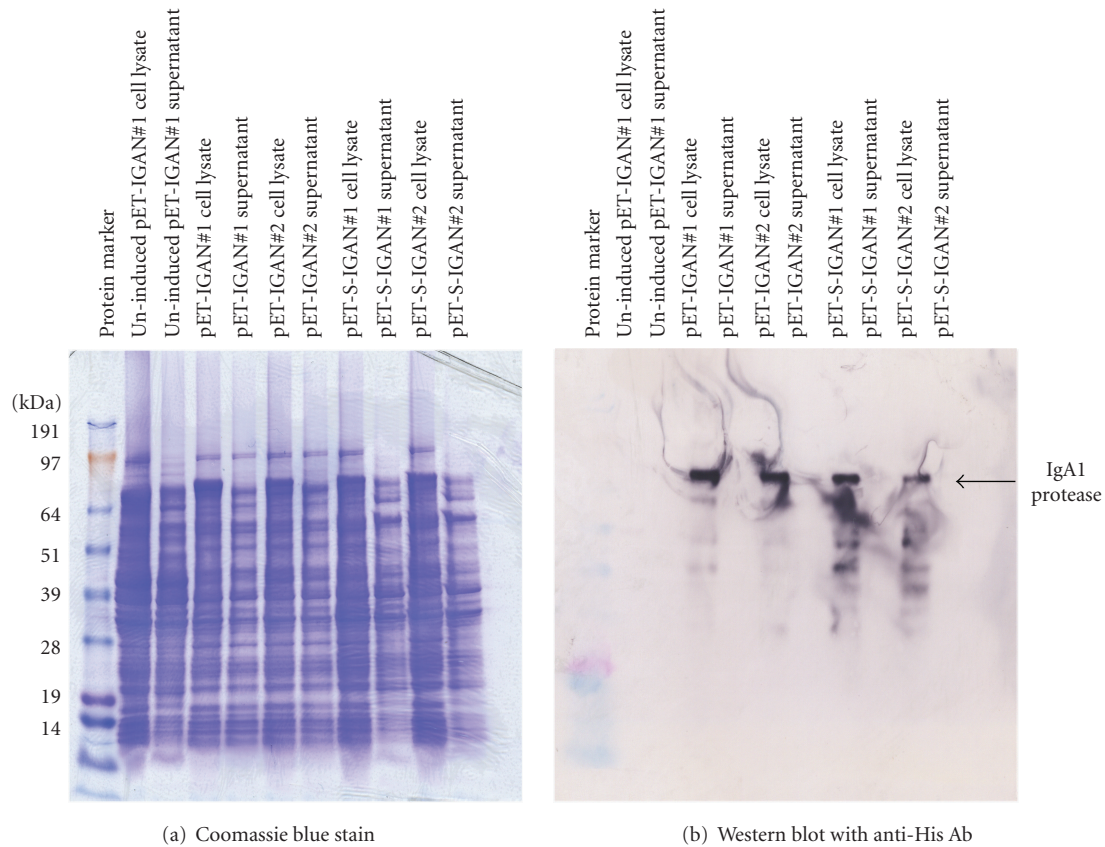 Protein marker
Un-induced pET-IGAN#1 cell lysate
Un-induced pET-IGAN#1 supernatant
pET-IGAN#1 cell lysate
pET-IGAN#1 supernatant
pET-IGAN#2 cell lysate
pET-IGAN#2 supernatant
pET-S-IGAN#1 cell lysate
pET-S-IGAN#1 supernatant
pET-S-IGAN#2 cell lysate
pET-S-IGAN#2 supernatant
(kDa)
191
97
64
51
39
28
19
14
(a) Coomassie blue stain
Protein marker
Un-induced pET-IGAN#1 cell lysate
Un-induced pET-IGAN#1 supernatant
pET-IGAN#1 cell lysate
pET-IGAN#1 supernatant
pET-IGAN#2 cell lysate
pET-IGAN#2 supernatant
pET-S-IGAN#1 cell lysate
pET-S-IGAN#1 supernatant
pET-S-IGAN#2 cell lysate
pET-S-IGAN#2 supernatant
IgA1
protease
(b) Western blot with anti-His Ab